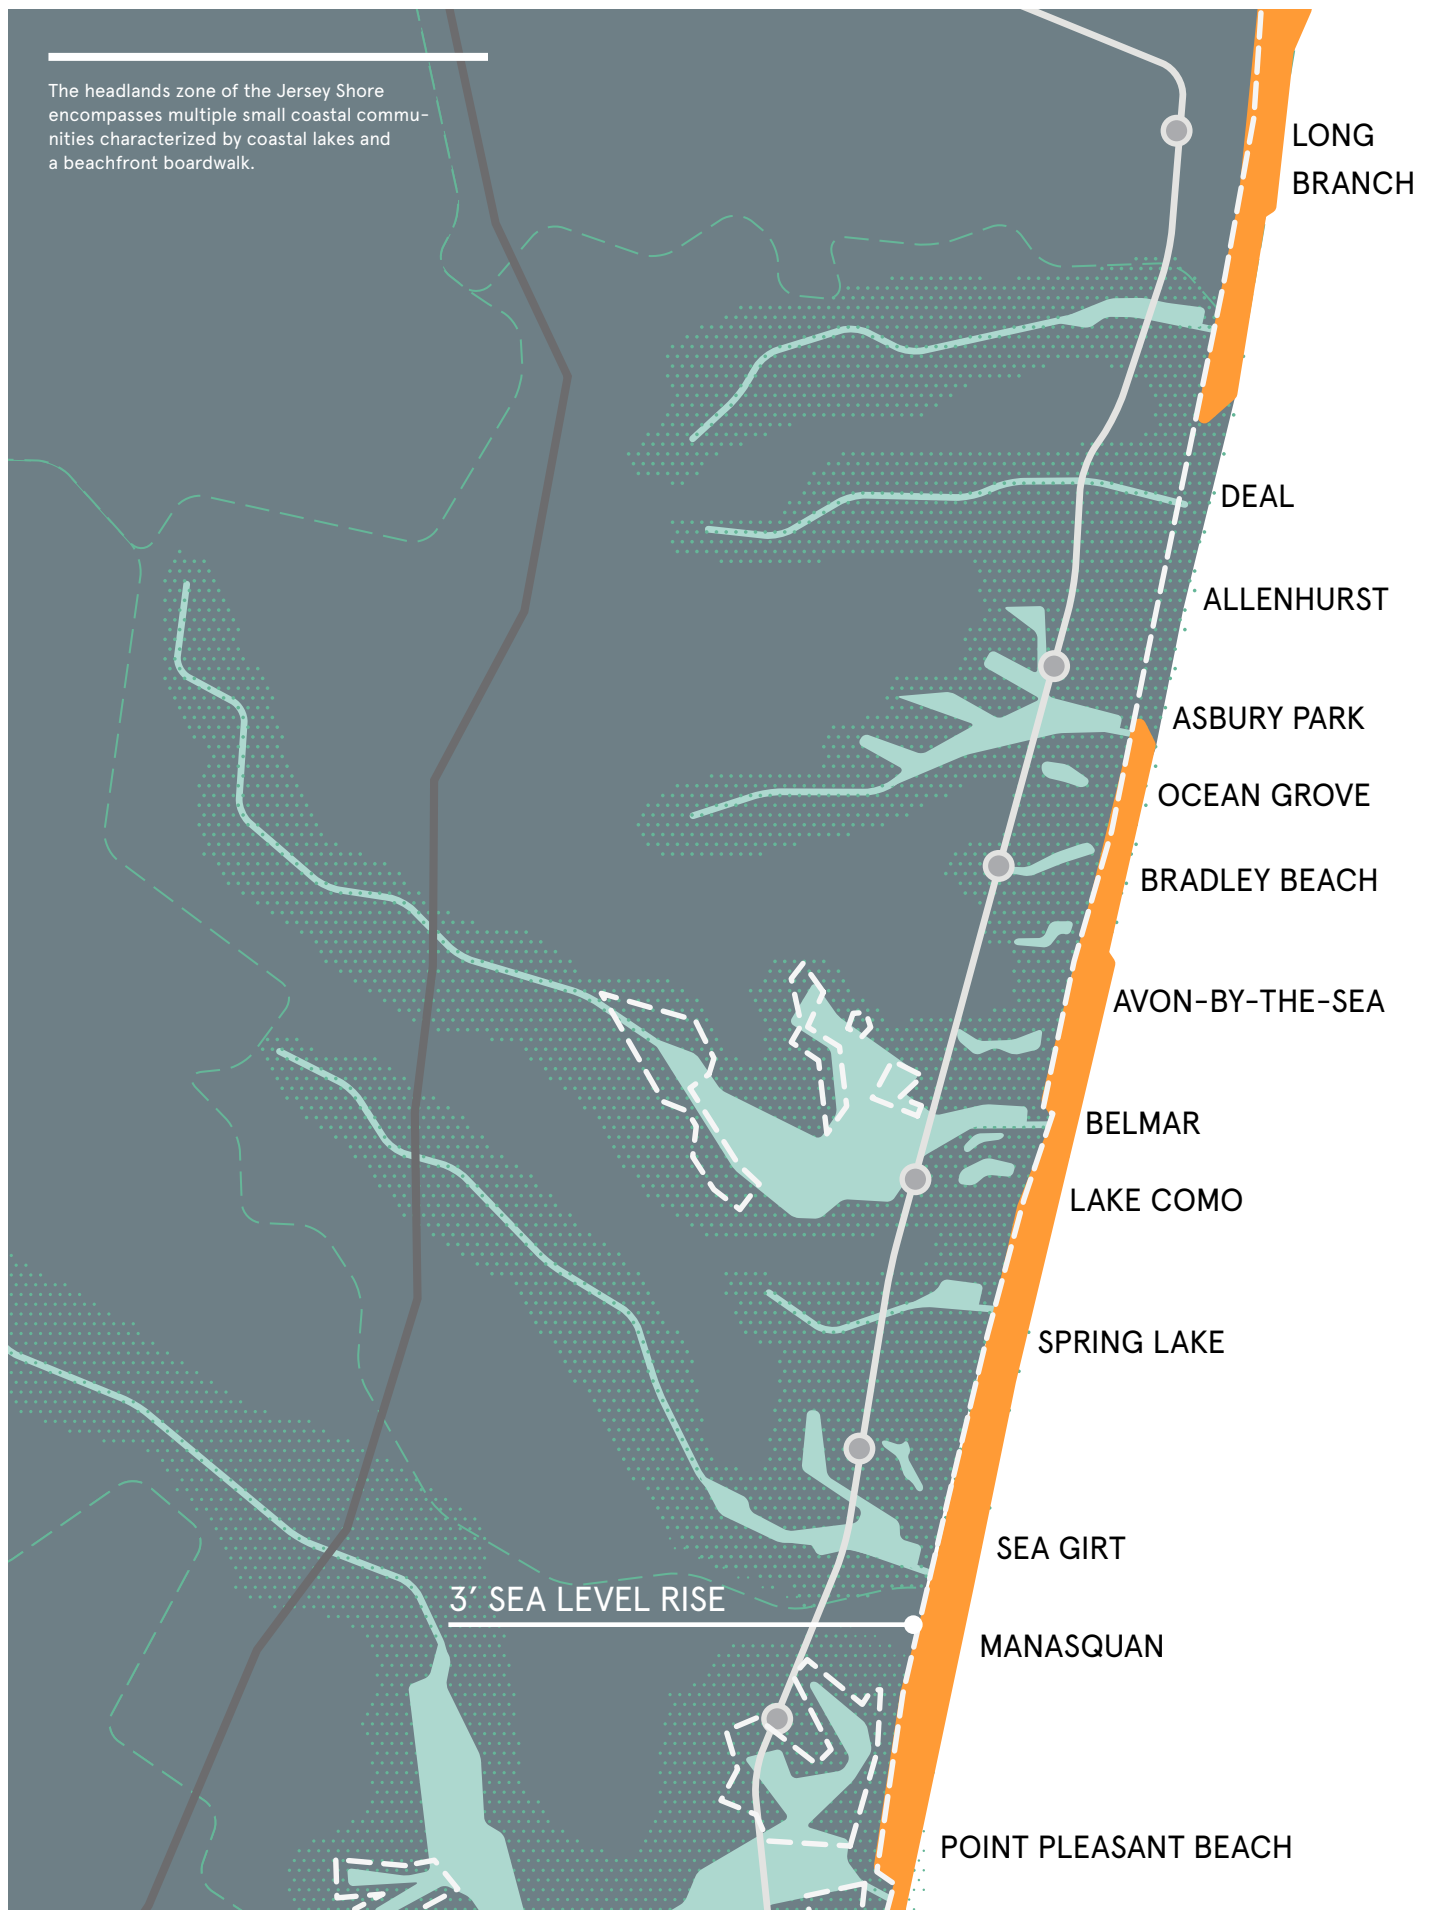 The headlands zone of the Jersey Shore
encompasses multiple small coastal commu-
nities characterized by coastal lakes and
a beachfront boardwalk.
LONG
BRANCH
DEAL
ALLENHURST
ASBURY PARK
OCEAN GROVE
BRADLEY BEACH
AVON-BY-THE-SEA
BELMAR
LAKE COMO
SPRING LAKE
SEA GIRT
3′ SEA LEVEL RISE
MANASQUAN
POINT PLEASANT BEACH